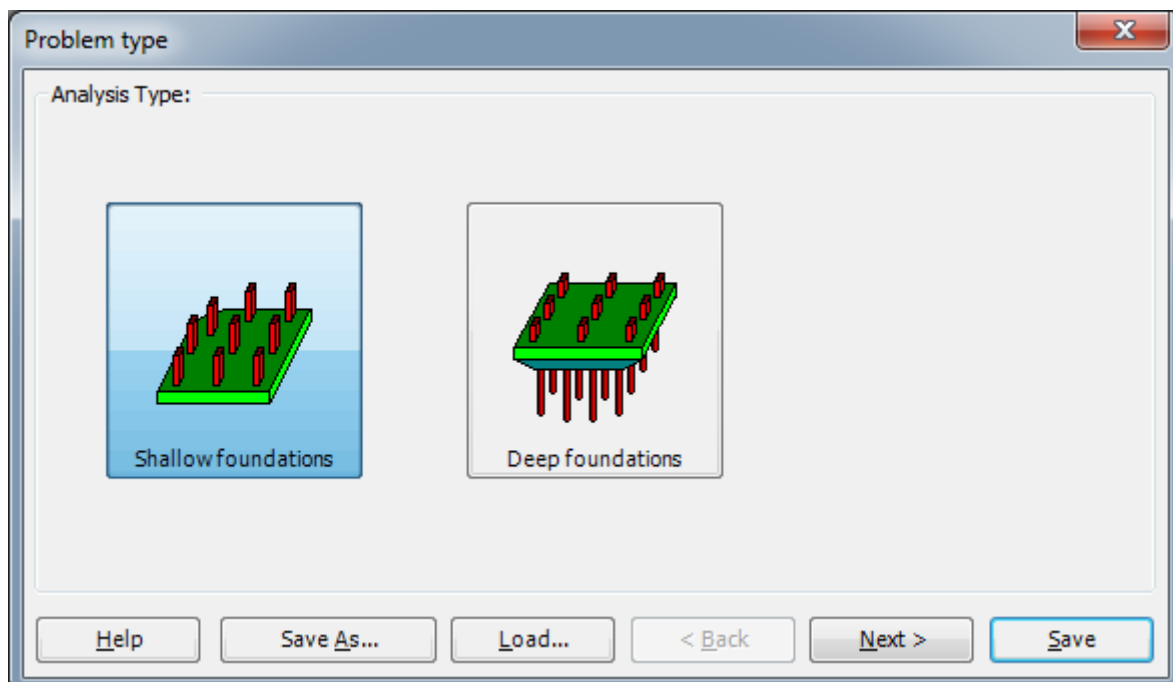 Problem type
Analysis Type:
Shallow foundations
Deep foundations
Help
Save As...
Load...
< Back
Next >
Save